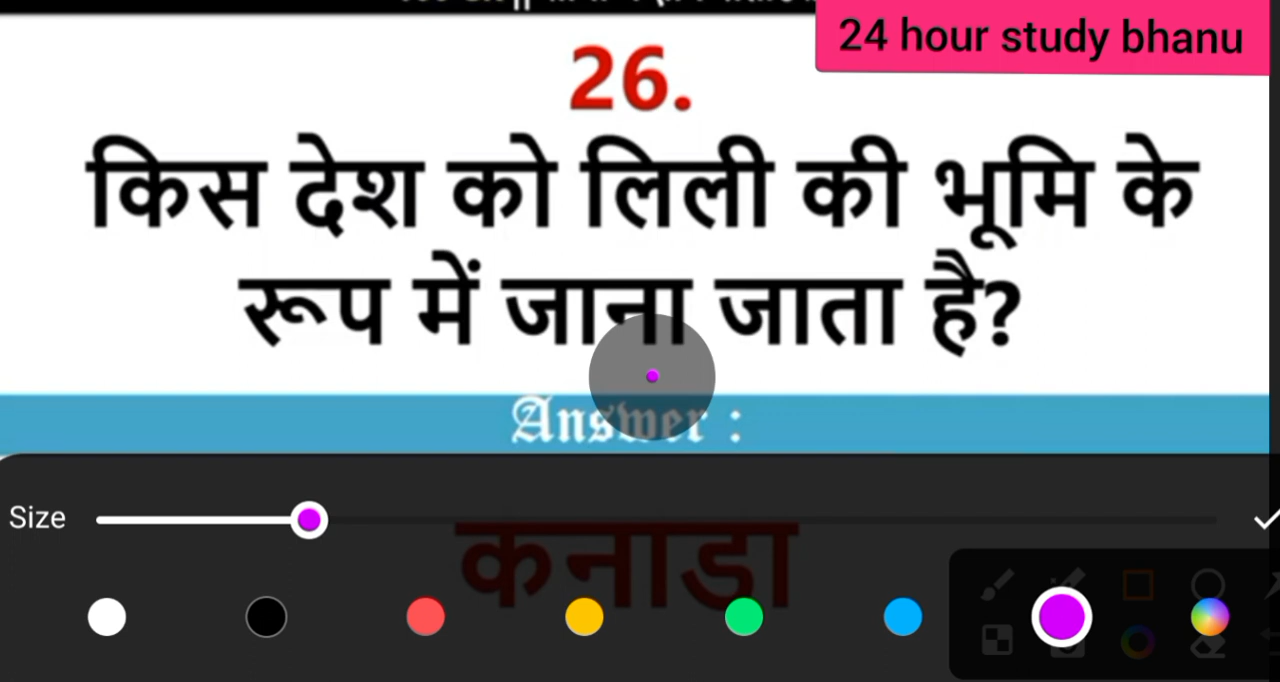 24 hour study bhanu
26.
किस देश को लिली की भूमि के
रूप में जाना जाता है?
Answer :
Size
कनाडा